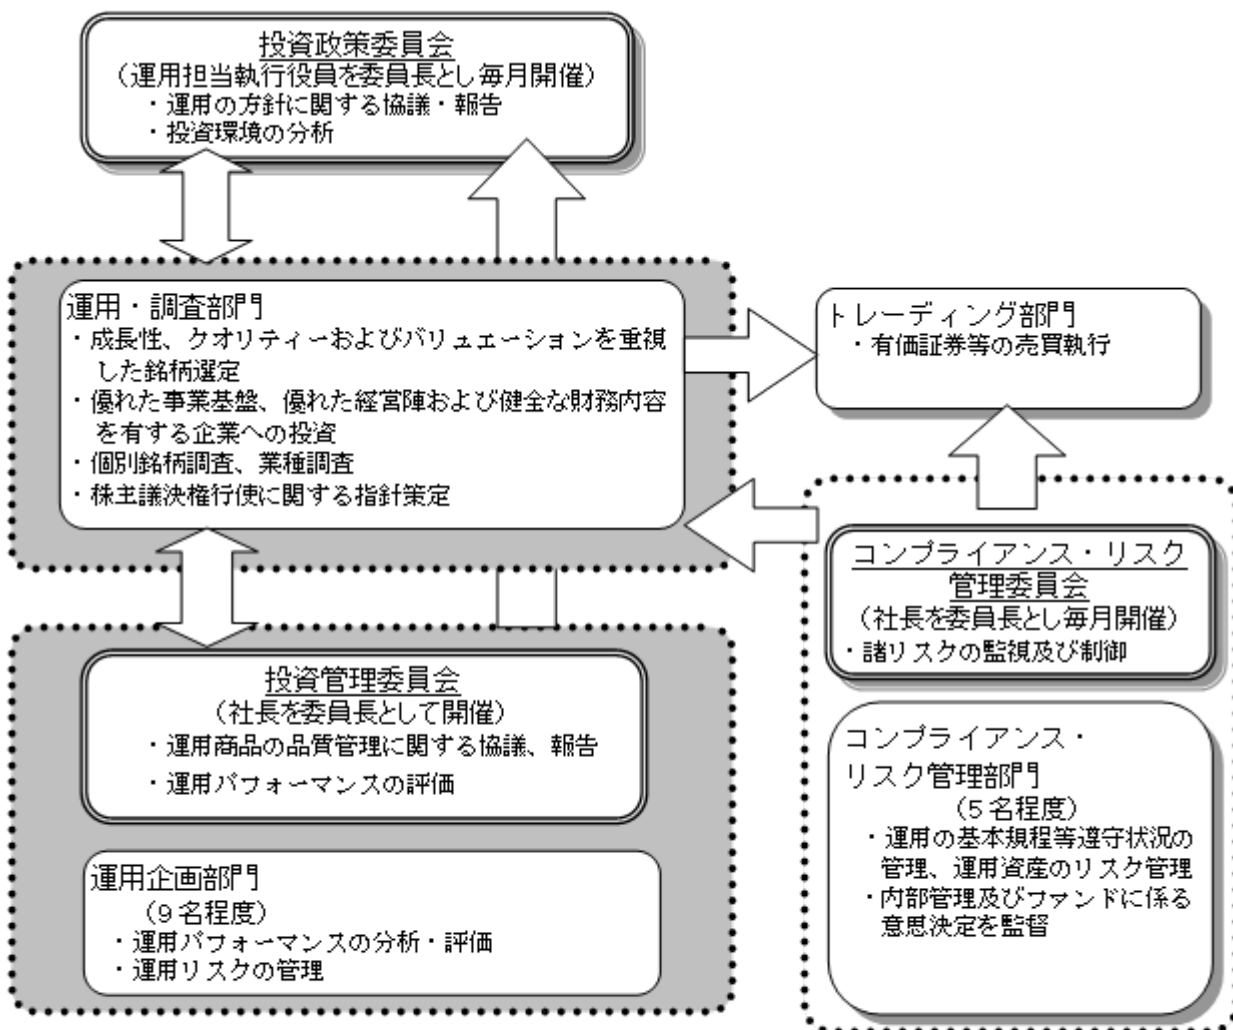 投資政策委員会
（運用担当執行役員を委員長とし毎月開催）
・運用の方針に関する協議・報告
・投資環境の分析
運用・調査部門
・成長性、クオリティーおよびバリュエーションを重視
した銘柄選定
・優れた事業基盤、優れた経営陣および健全な財務内容
を有する企業への投資
・個別銘柄調査、業種調査
・株主議決権行使に関する指針策定
トレーディング部門
・有価証券等の売買執行
コンプライアンス・リスク
管理委員会
（社長を委員長とし毎月開催）
・諸リスクの監視及び制御
投資管理委員会
（社長を委員長として開催）
・運用商品の品質管理に関する協議、報告
・運用パフォーマンスの評価
コンプライアンス・
リスク管理部門
（５名程度）
・運用の基本規程等遵守状況の
管理、運用資産のリスク管理
・内部管理及びファンドに係る
意思決定を監督
運用企画部門
（９名程度）
・運用パフォーマンスの分析・評価
・運用リスクの管理